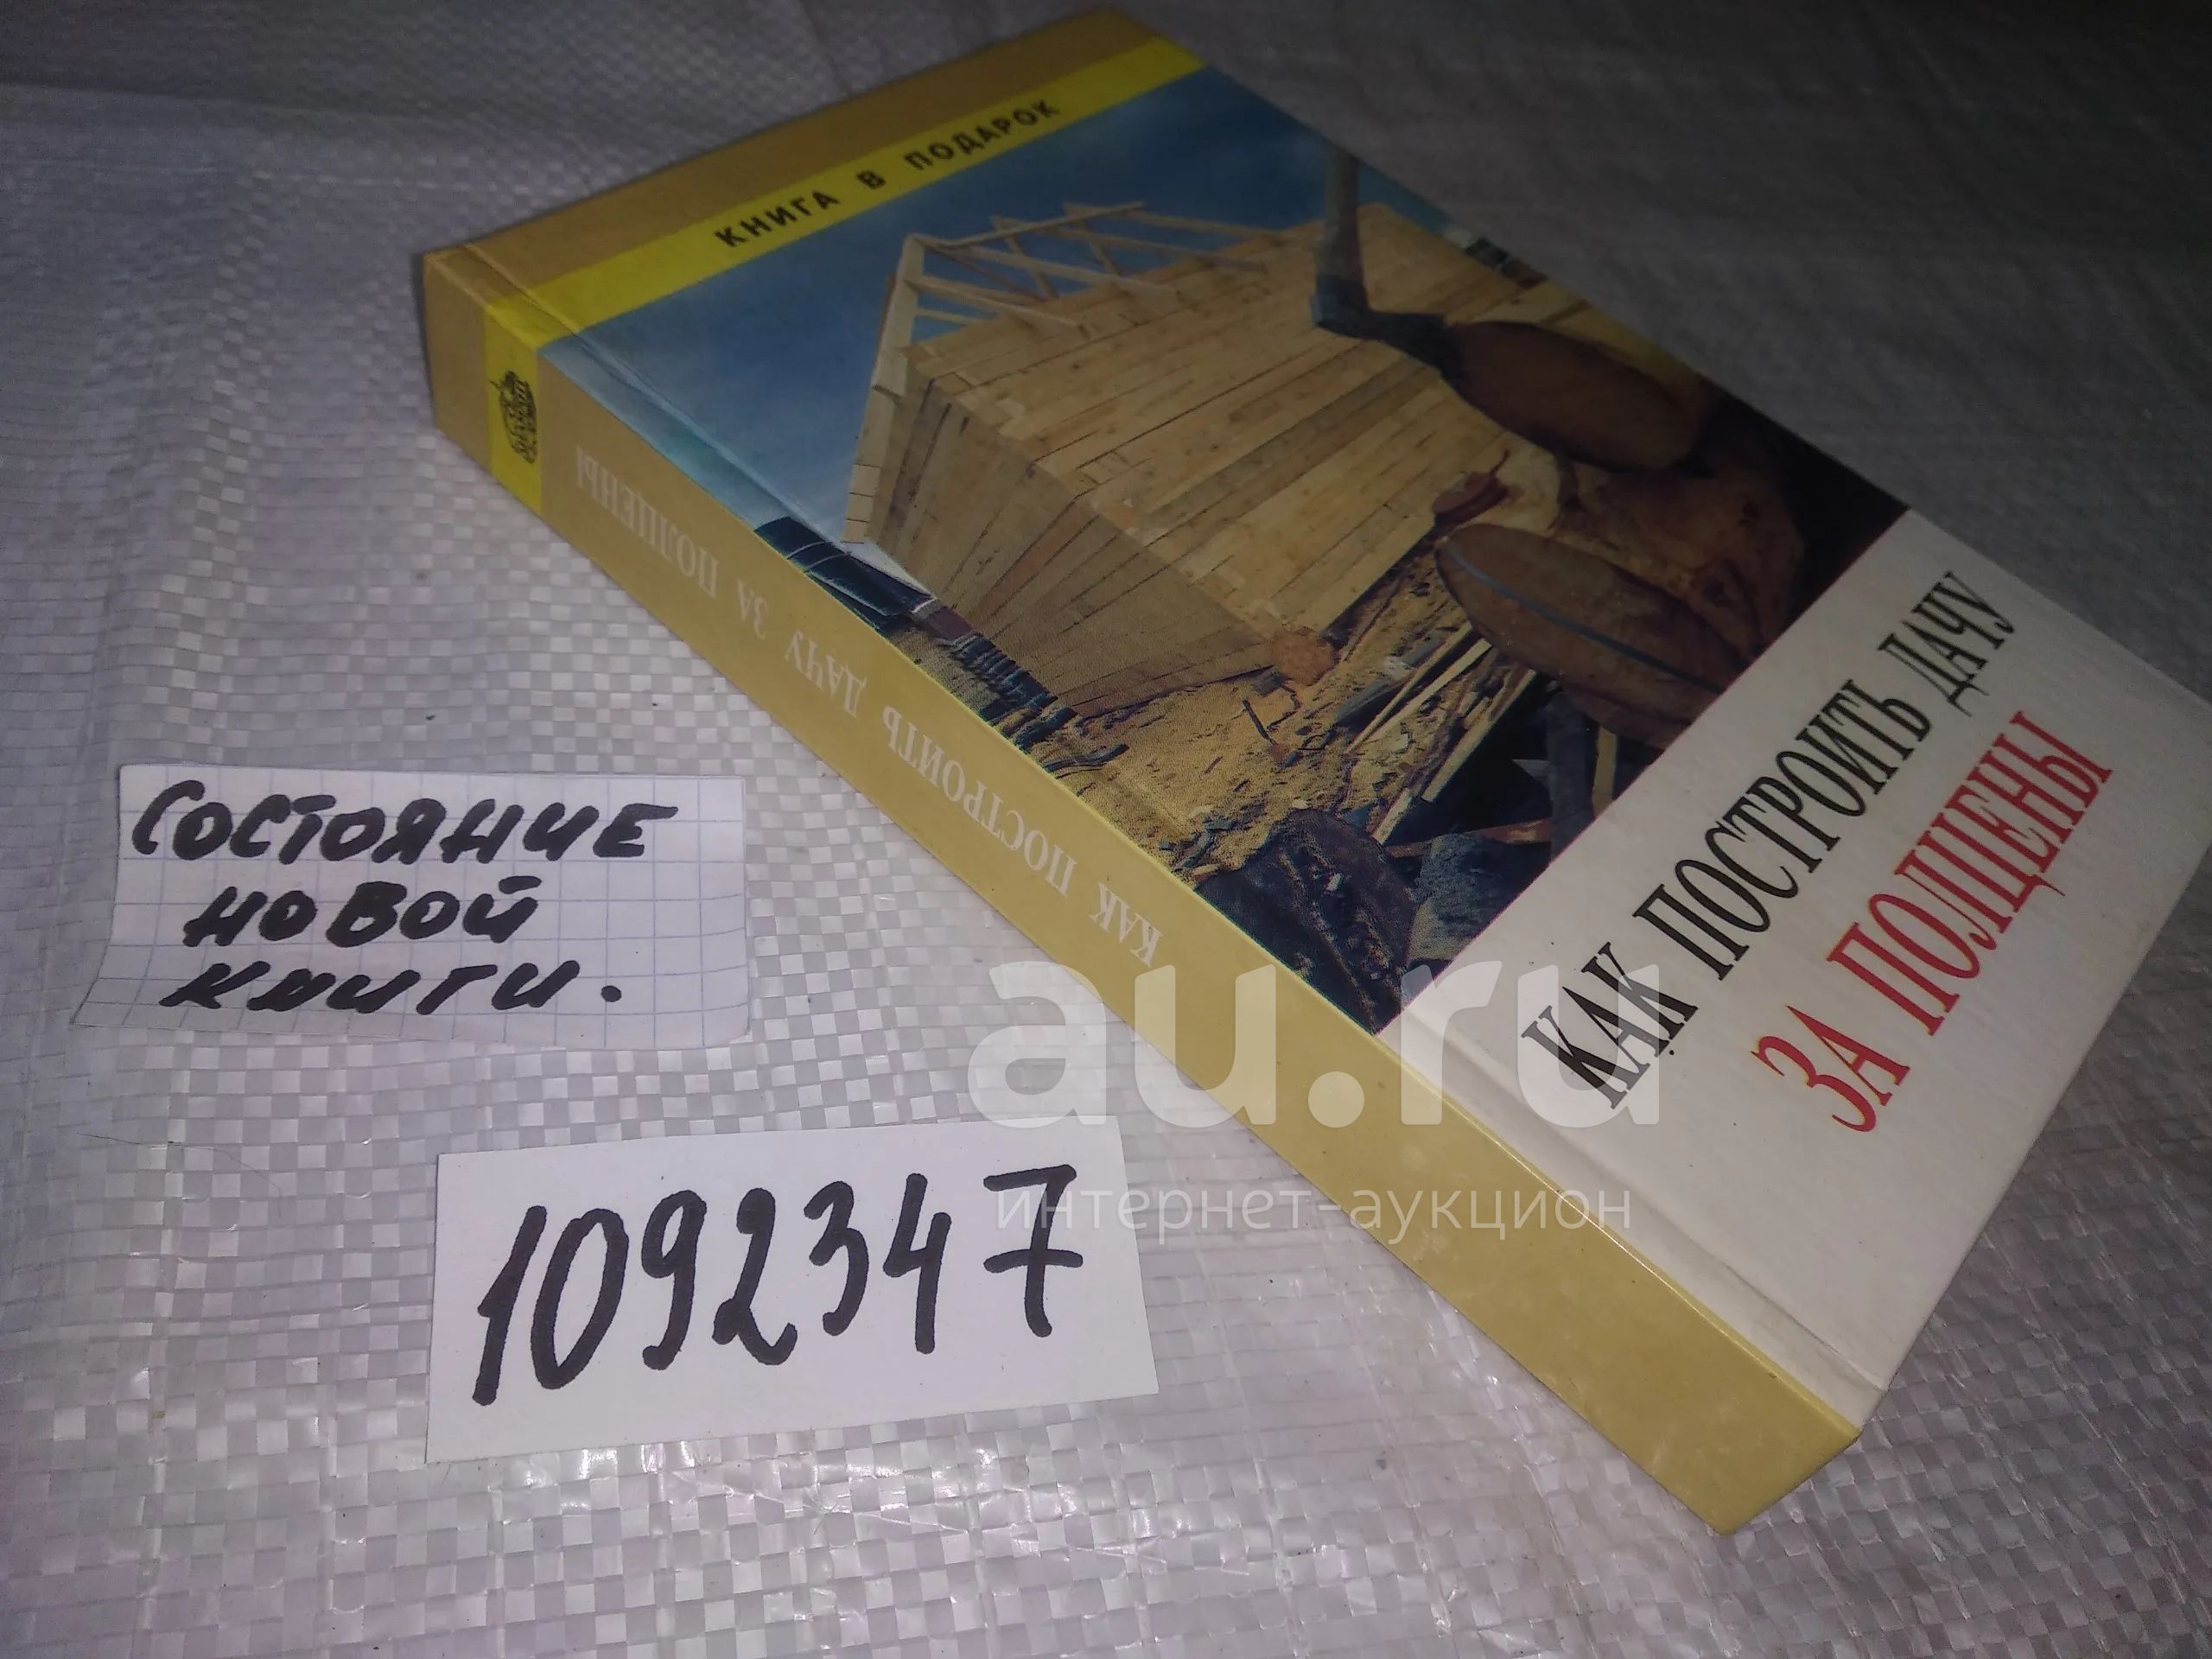 КНИГА В ПОДАРОК
КАК ПОСТРОИТЬ ДАЧУ
ЗА ПОЛЦЕНЫ
КАК ПОСТРОИТЬ ДАЧУ ЗА ПОЛЦЕНЫ
СОСТОЯНИЕ
НОВОЙ
КНИГИ.
1092347
au.ru
интернет-аукцион